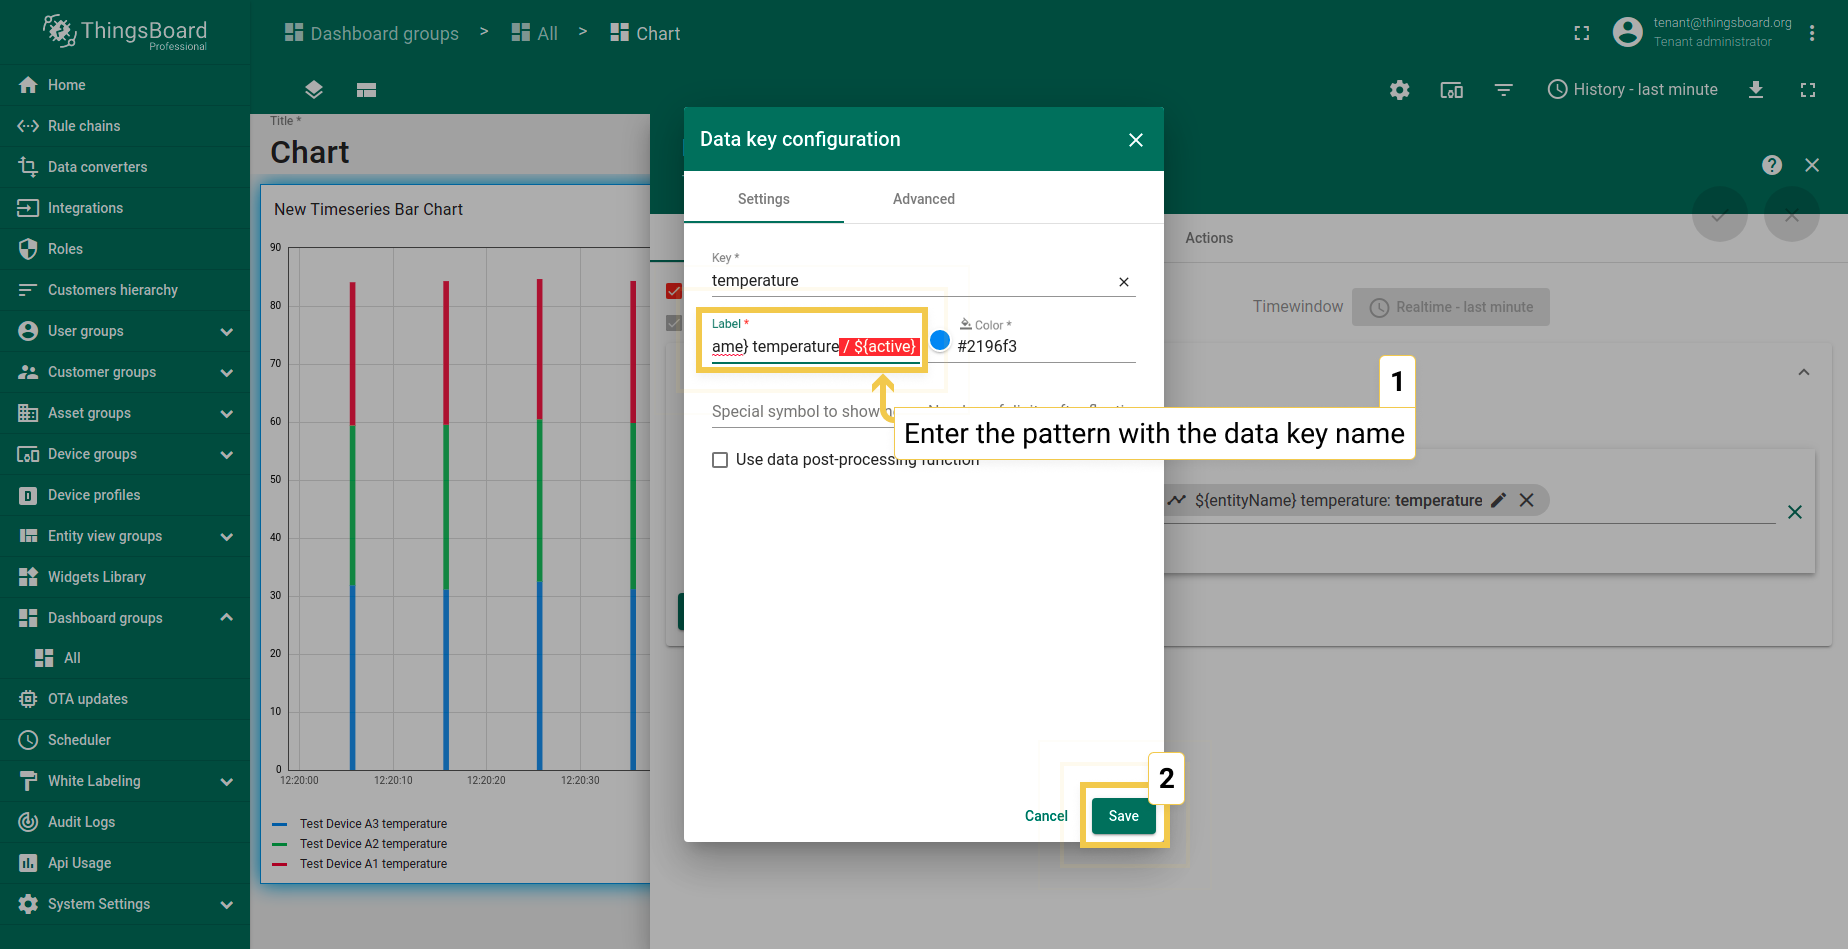 ThingsBoard
Professional
Dashboard groups > All > Chart
tenant@thingsboard.org
Tenant administrator
History - last minute
Home
Rule chains
Data converters
Integrations
Roles
Customers hierarchy
User groups
Customer groups
Asset groups
Device groups
Device profiles
Entity view groups
Widgets Library
Dashboard groups
All
OTA updates
Scheduler
White Labeling
Audit Logs
Api Usage
System Settings
Title *
Chart
New Timeseries Bar Chart
90
80
70
60
50
40
30
20
10
0
12:20:00
12:20:10
12:20:20
12:20:30
Test Device A3 temperature
Test Device A2 temperature
Test Device A1 temperature
Data key configuration
Settings
Advanced
Key *
temperature
Label *
ame} temperature / ${active}
Color *
#2196f3
Special symbol to show
Use data post-processing function
1
Enter the pattern with the data key name
Cancel
Save
2
Actions
Timewindow
Realtime - last minute
${entityName} temperature: temperature